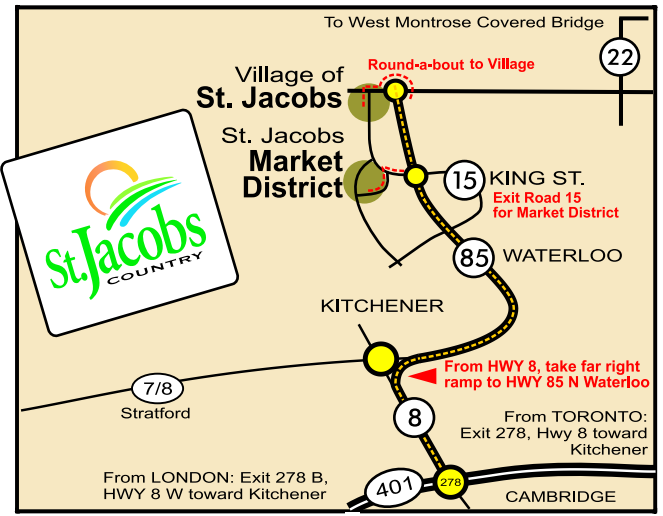 To West Montrose Covered Bridge
22
Round-a-bout to Village
Village of
St. Jacobs
St. Jacobs
Market
District
15
KING ST.
Exit Road 15
for Market District
St.Jacobs
COUNTRY
85
WATERLOO
KITCHENER
From HWY 8, take far right
ramp to HWY 85 N Waterloo
7/8
Stratford
8
From TORONTO:
Exit 278, Hwy 8 toward
Kitchener
From LONDON: Exit 278 B,
HWY 8 W toward Kitchener
401
278
CAMBRIDGE